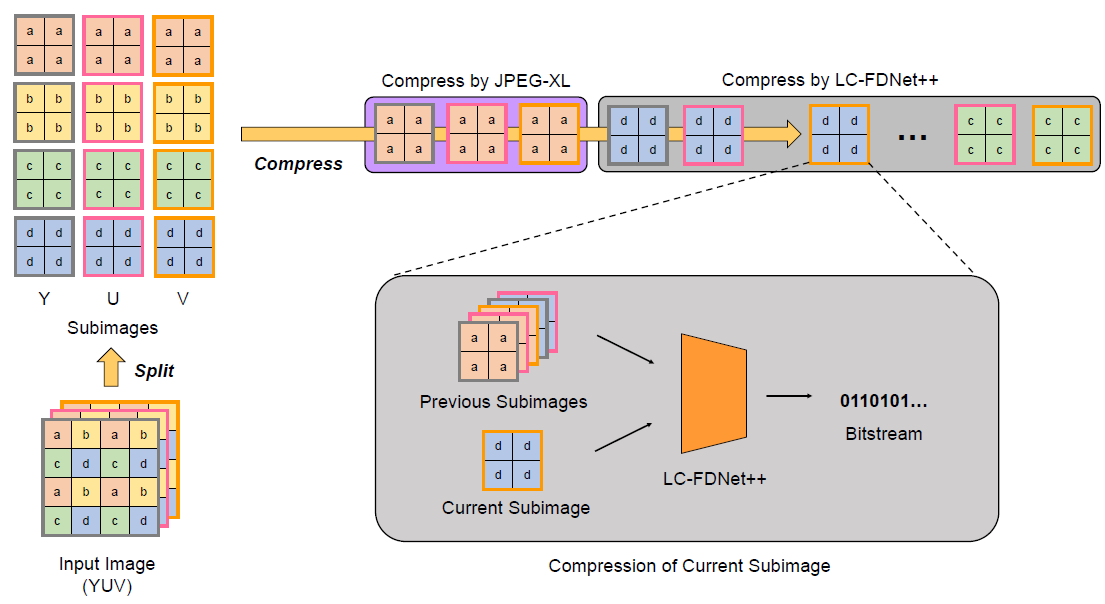 a a a a a a
a a a a a a
b b b b b b
b b b b b b
c c c c c c
c c c c c c
d d d d d d
d d d d d d
Y U V
Subimages
Split
a b a b
c d c d
a b a b
c d c d
Input Image
(YUV)
Compress
Compress by JPEG-XL
a a a a a a
a a a a a a
Compress by LC-FDNet++
d d d d d d ... c c c c
d d d d d d c c c c
a a
a a
Previous Subimages
d d
d d
Current Subimage
LC-FDNet++
0110101...
Bitstream
Compression of Current Subimage